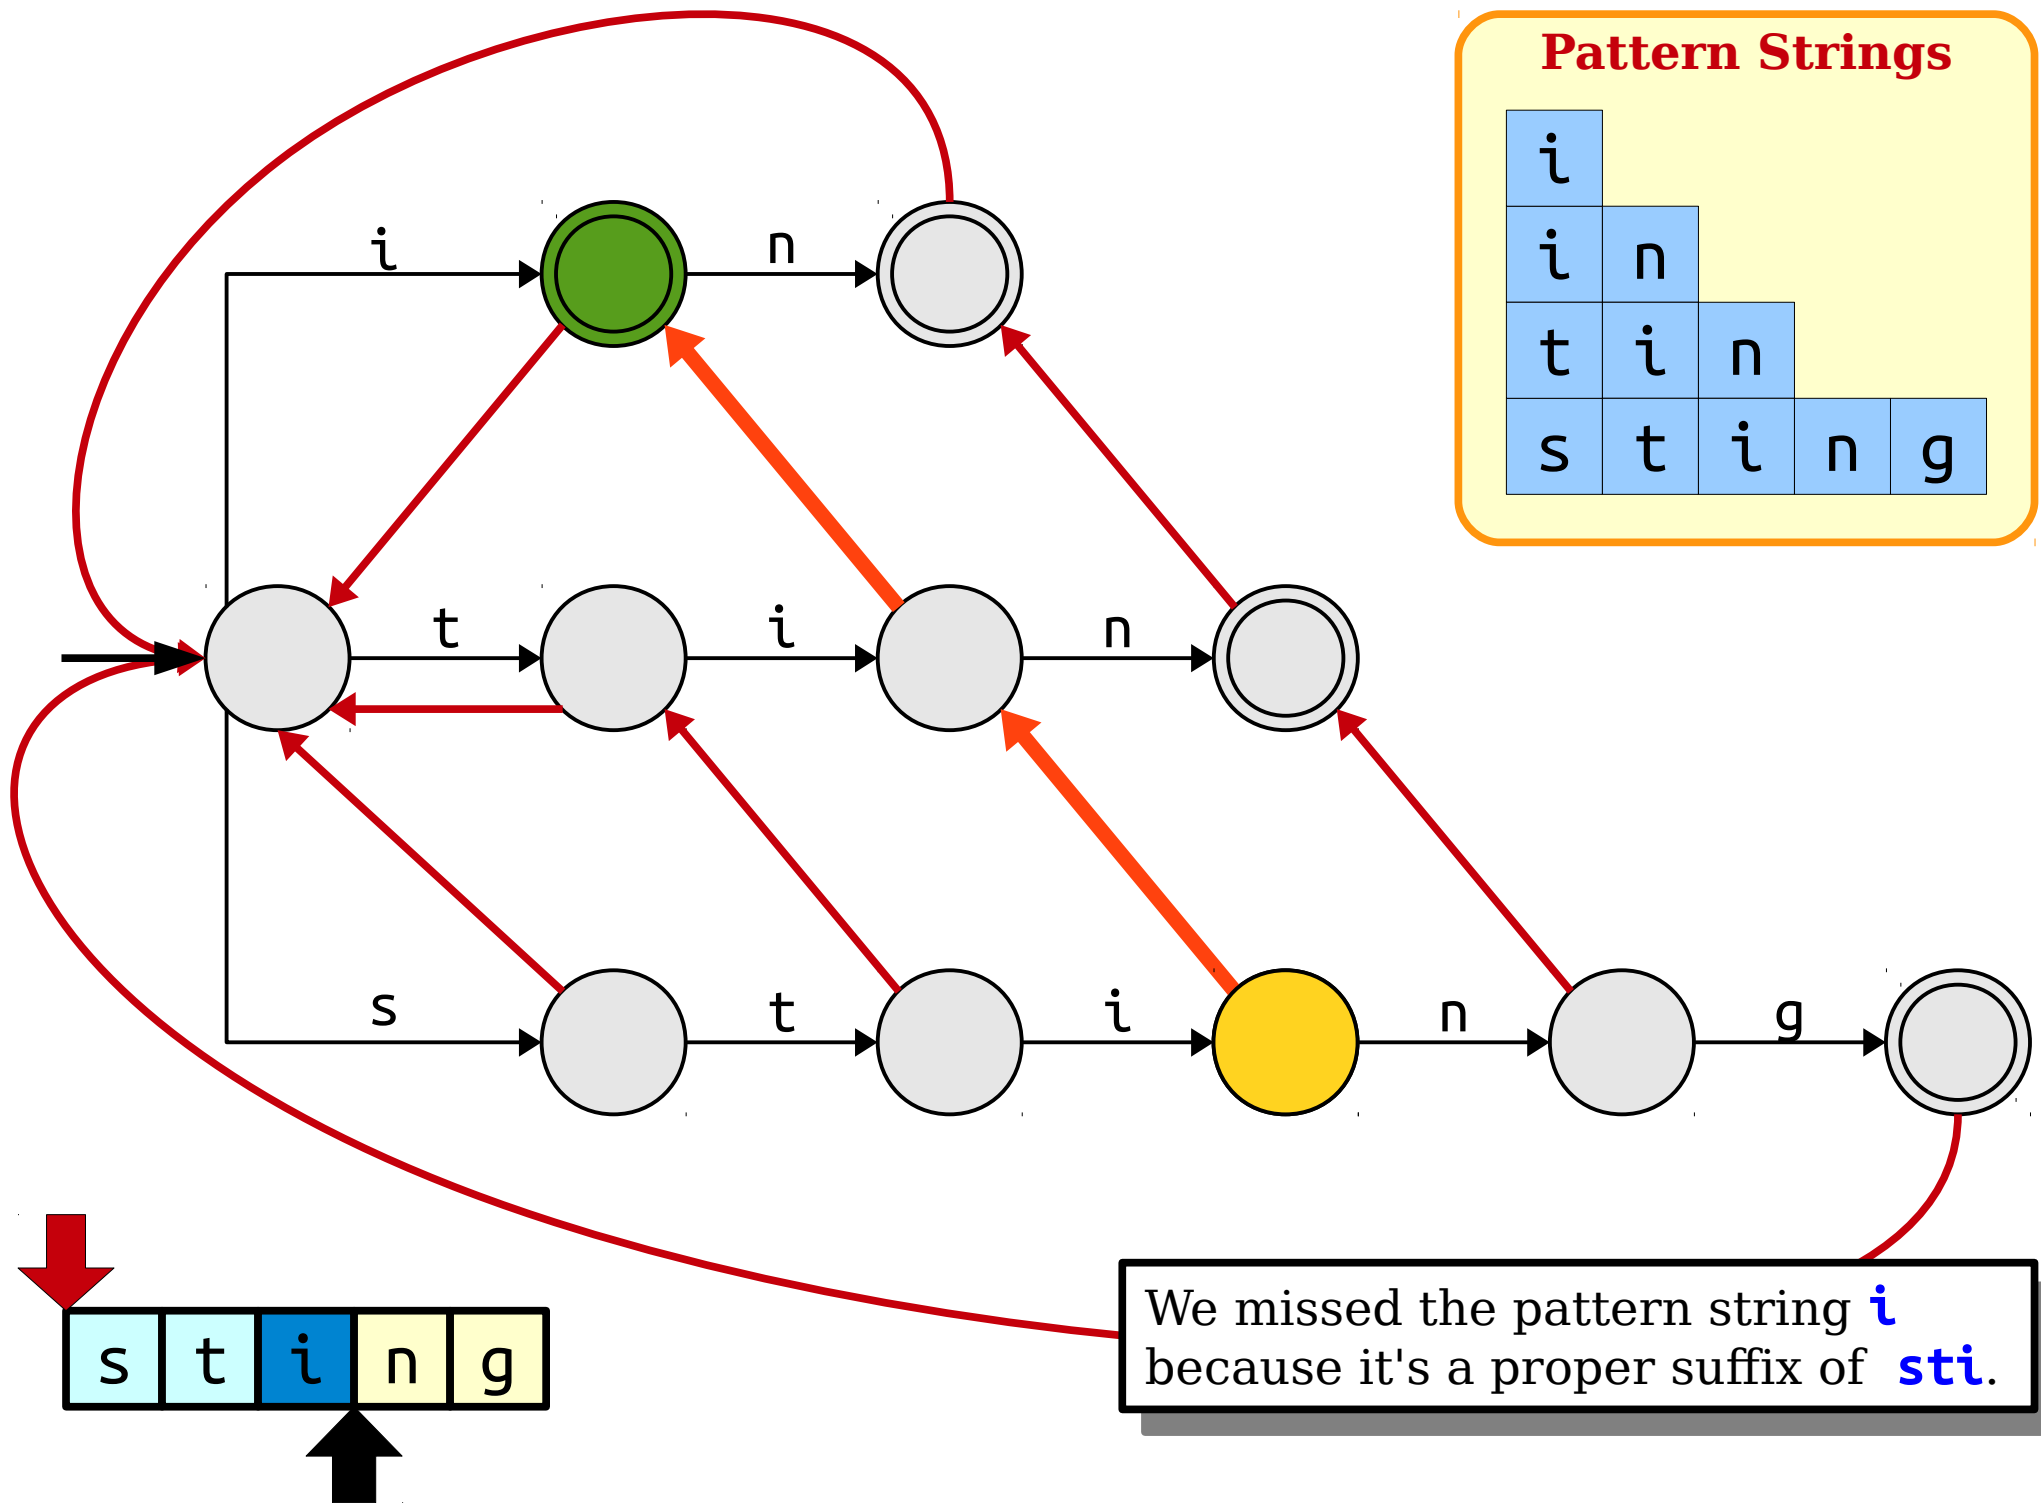 Pattern Strings
i
i n
t i n
s t i n g
i n
t i n
s t i n g
s t i n g
We missed the pattern string i
because it's a proper suffix of sti.